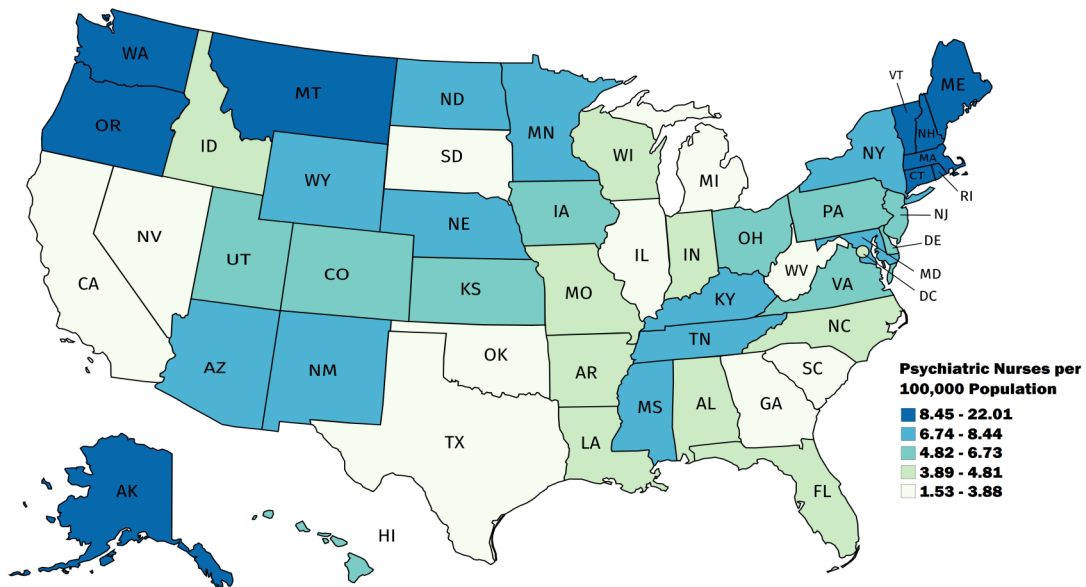 WA
MT
ND
MN
VT
ME
OR
ID
SD
WI
MI
NY
NH
MA
CT
RI
WY
NE
IA
PA
NJ
NV
UT
CO
KS
IL
IN
OH
WV
DE
MD
CA
MO
KY
VA
DC
AZ
NM
OK
AR
TN
NC
SC
TX
LA
MS
AL
GA
FL
AK
HI
Psychiatric Nurses per
100,000 Population
8.45 - 22.01
6.74 - 8.44
4.82 - 6.73
3.89 - 4.81
1.53 - 3.88